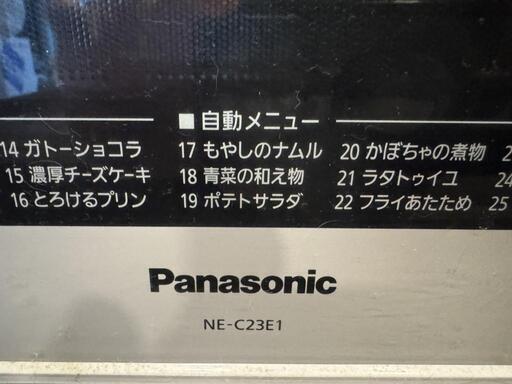 ■ 自動メニュー
14 ガトーショコラ 17 もやしのナムル 20 かぼちゃの煮物
15 濃厚チーズケーキ 18 青菜の和え物 21 ラタトゥイユ 24
16 とろけるプリン 19 ポテトサラダ 22 フライあたため 25
Panasonic
NE-C23E1